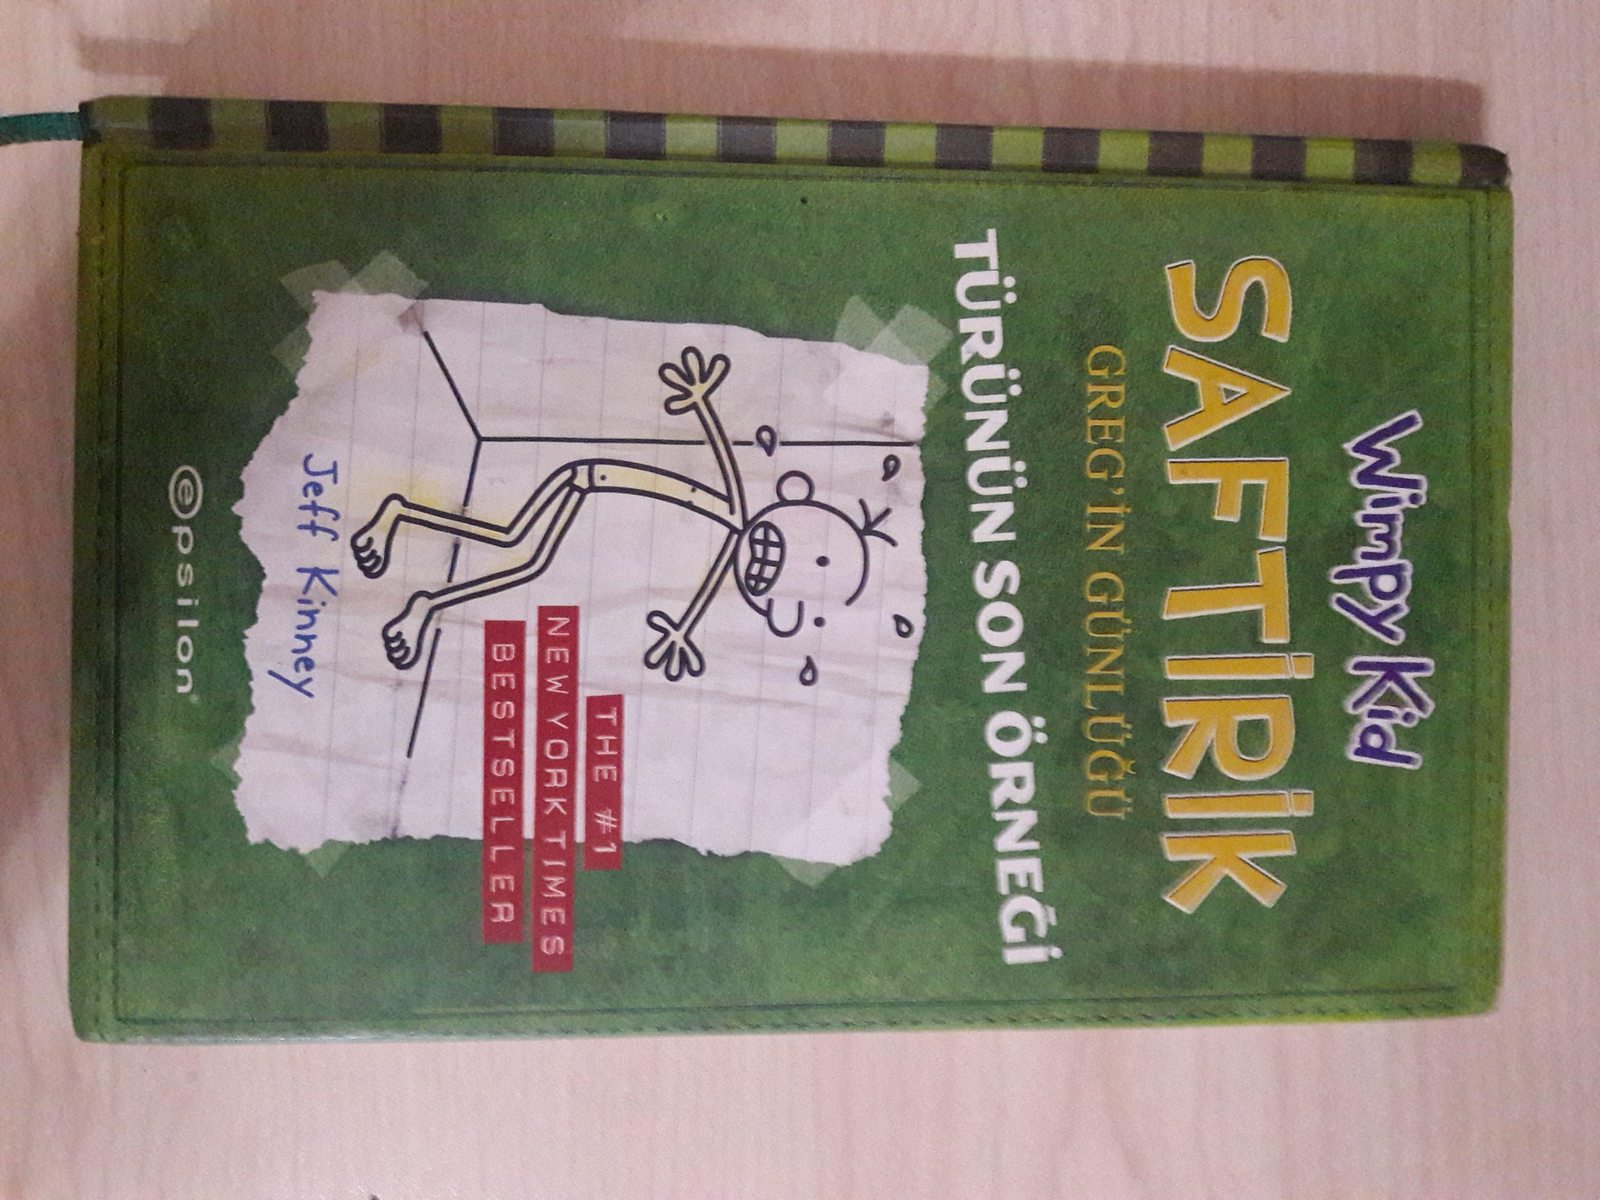 Wimpy Kid
SAFTİRİK
GREG'İN GÜNLÜĞÜ
TÜRÜNÜN SON ÖRNEĞİ
THE #1
NEW YORK TIMES
BESTSELLER
Jeff Kinney
epsilon